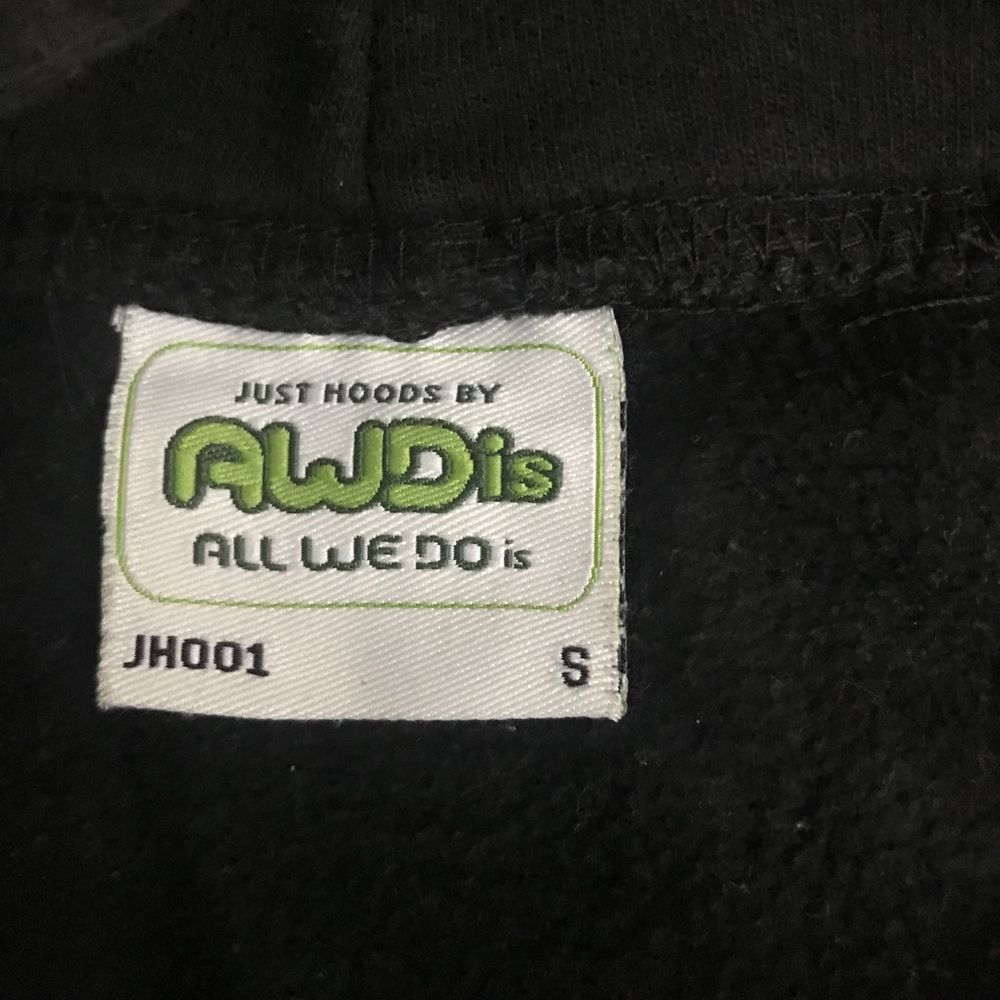 JUST HOODS BY
AWDis
ALL WE DO is
JH001 S